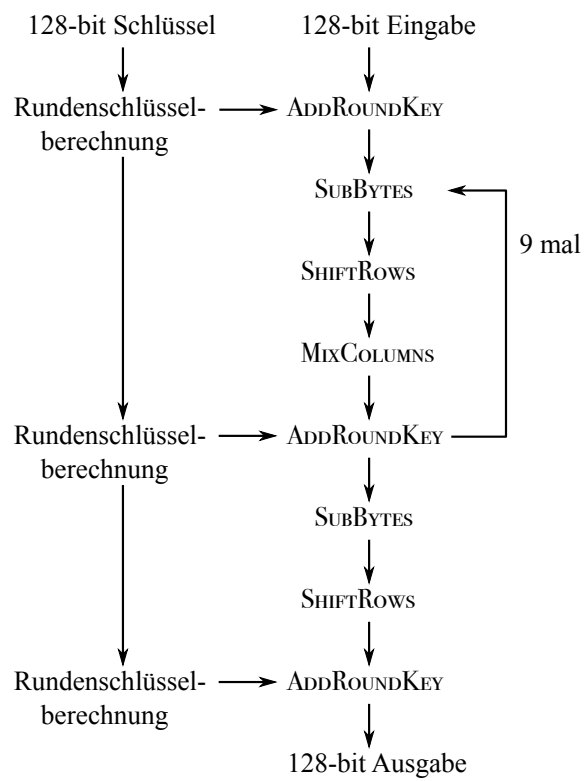 128-bit Schlüssel
128-bit Eingabe
Rundenschlüssel-
berechnung
AddRoundKey
SubBytes
9 mal
ShiftRows
MixColumns
Rundenschlüssel-
berechnung
AddRoundKey
SubBytes
ShiftRows
Rundenschlüssel-
berechnung
AddRoundKey
128-bit Ausgabe